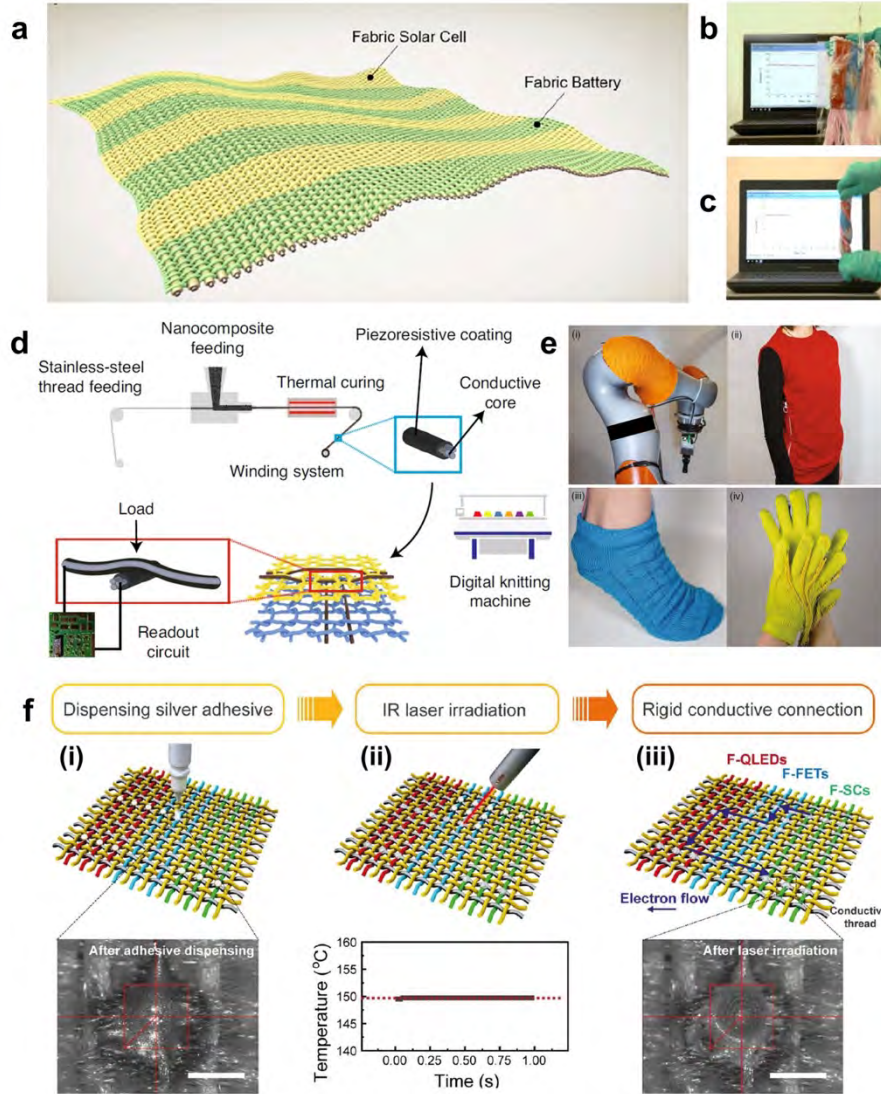 a
Fabric Solar Cell
Fabric Battery
b
c
d
Nanocomposite
feeding
Stainless-steel
thread feeding
Thermal curing
Piezoresistive coating
Conductive
core
Winding system
Load
Readout
circuit
Digital knitting
machine
e
(i)
(ii)
(iii)
(iv)
f
Dispensing silver adhesive
IR laser irradiation
Rigid conductive connection
(i)
(ii)
(iii)
F-QLEDs
F-FETs
F-SCs
Electron flow
Conductive
thread
After adhesive dispensing
Temperature (°C)
160
155
150
145
140
0.00 0.25 0.50 0.75 1.00
Time (s)
After laser irradiation